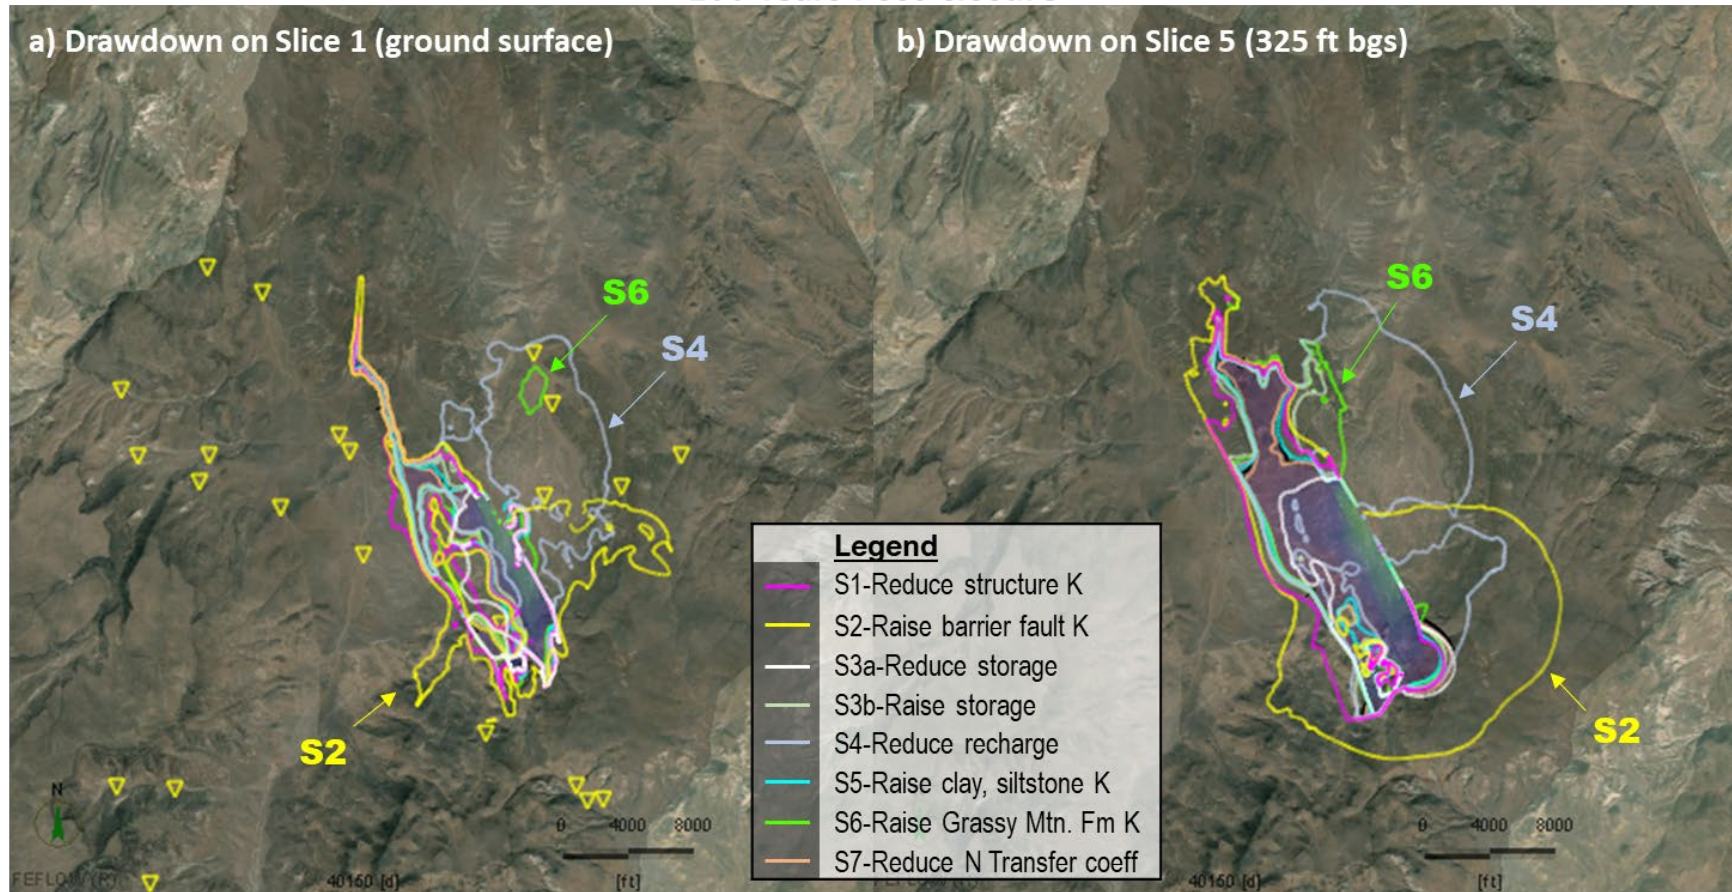 a) Drawdown on Slice 1 (ground surface)
b) Drawdown on Slice 5 (325 ft bgs)
S6
S4
S2
S6
S4
S2
Legend
S1-Reduce structure K
S2-Raise barrier fault K
S3a-Reduce storage
S3b-Raise storage
S4-Reduce recharge
S5-Raise clay, siltstone K
S6-Raise Grassy Mtn. Fm K
S7-Reduce N Transfer coeff
N
0 4000 8000
FEFLOW (R)
40150 [d]
[ft]
0 4000 8000
40150 [d]
[ft]